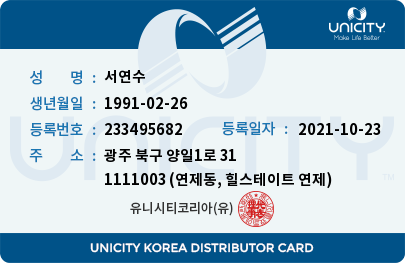 UNICITY
Make Life Better
성 명 : 서연수
생년월일 : 1991-02-26
등록번호 : 233495682 등록일자 : 2021-10-23
주 소 : 광주 북구 양일1로 31
1111003 (연제동, 힐스테이트 연제)
유니시티코리아(유)
UNICITY
UNICITY KOREA DISTRIBUTOR CARD